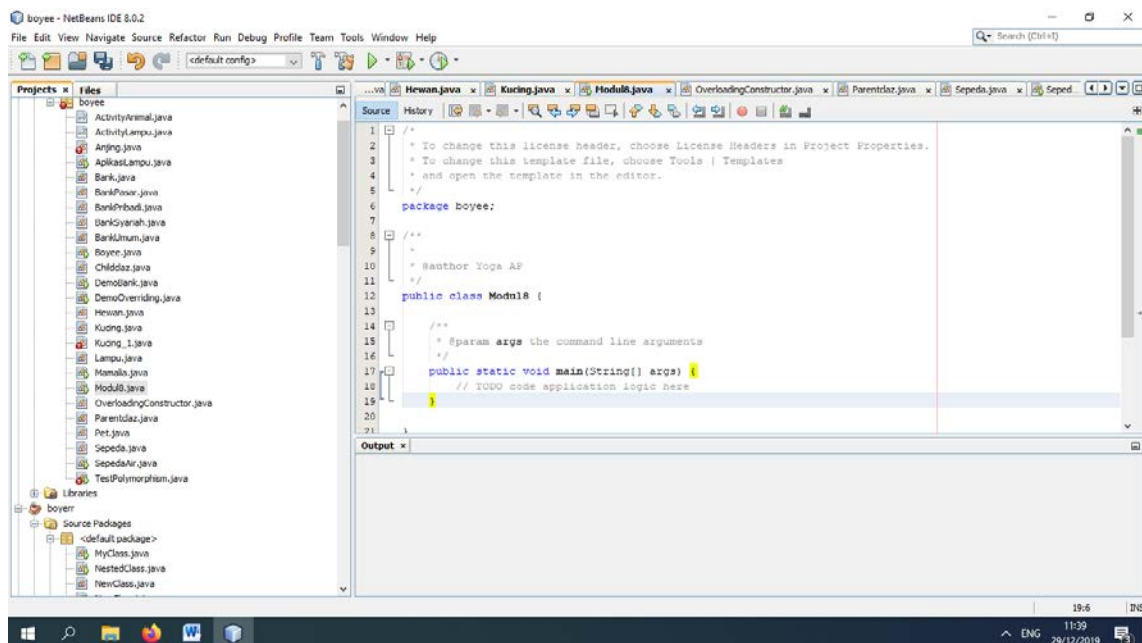 boyee - NetBeans IDE 8.0.2
File Edit View Navigate Source Refactor Run Debug Profile Team Tools Window Help
Search (Ctrl+I)
<default config>
Projects Files
...va Hewan.java Kucing.java Modul8.java OverloadingConstructor.java Parentdaz.java Sepeda.java Seped...
boyee
ActivityAnimal.java
ActivityLampu.java
Anjing.java
AplikasiLampu.java
Bank.java
BankPasar.java
BankPribadi.java
BankSyariah.java
BankUmum.java
Boyee.java
Childdaz.java
DemoBank.java
DemoOverriding.java
Hewan.java
Kucing.java
Kucing_1.java
Lampu.java
Mamalia.java
Modul8.java
OverloadingConstructor.java
Parentdaz.java
Pet.java
Sepeda.java
SepedaAir.java
TestPolymorphism.java
Libraries
boyerr
Source Packages
<default package>
MyClass.java
NestedClass.java
NewClass.java
Source History
1 /*
2 * To change this license header, choose License Headers in Project Properties.
3 * To change this template file, choose Tools | Templates
4 * and open the template in the editor.
5 */
6 package boyee;
7
8 /**
9 *
10 * @author Yoga AP
11 */
12 public class Modul8 {
13
14 /**
15 * @param args the command line arguments
16 */
17 public static void main(String[] args) {
18 // TODO code application logic here
19 }
20
21 }
Output
19:6 INS
ENG 11:39
29/12/2019